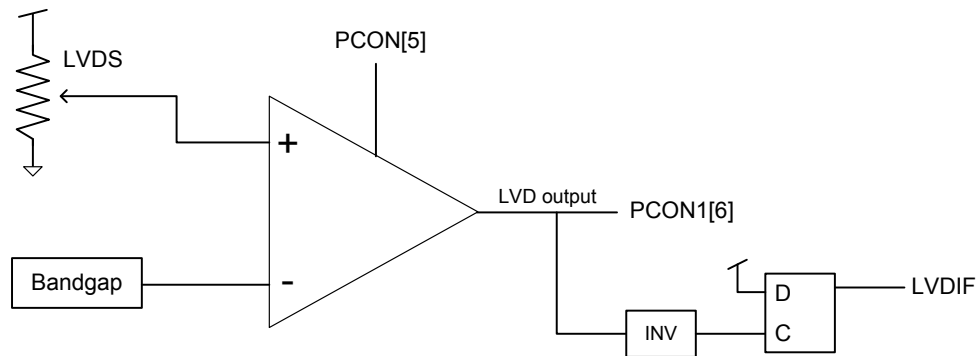 PCON[5]
LVDS
+
LVD output
PCON1[6]
Bandgap
-
D
LVDIF
INV
C